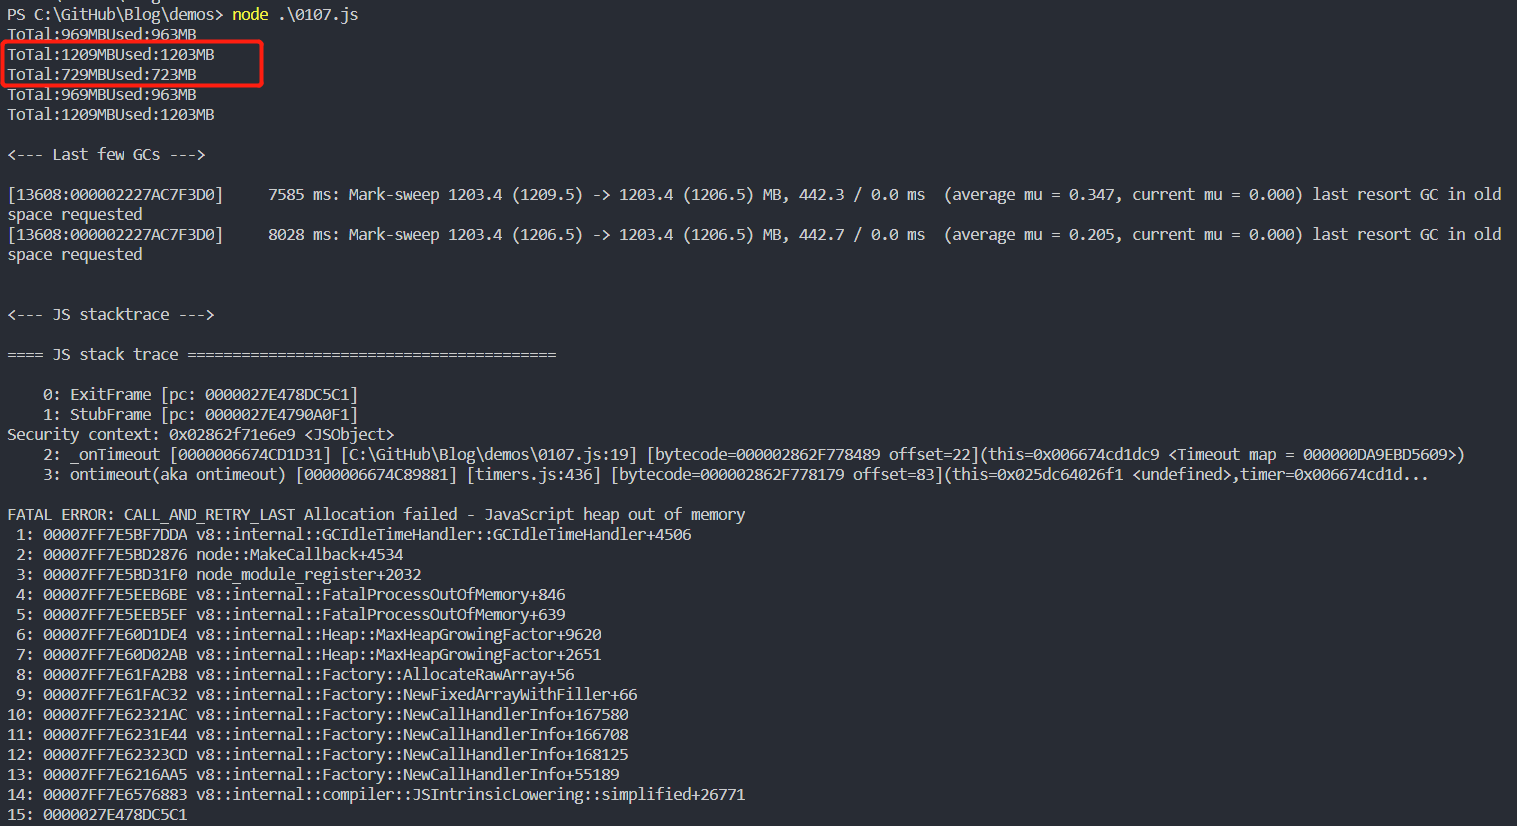 PS C:\GitHub\Blog\demos> node .\0107.js
ToTal:969MBUsed:963MB
ToTal:1209MBUsed:1203MB
ToTal:729MBUsed:723MB
ToTal:969MBUsed:963MB
ToTal:1209MBUsed:1203MB
<--- Last few GCs --->
[13608:000002227AC7F3D0]     7585 ms: Mark-sweep 1203.4 (1209.5) -> 1203.4 (1206.5) MB, 442.3 / 0.0 ms  (average mu = 0.347, current mu = 0.000) last resort GC in old
space requested
[13608:000002227AC7F3D0]     8028 ms: Mark-sweep 1203.4 (1206.5) -> 1203.4 (1206.5) MB, 442.7 / 0.0 ms  (average mu = 0.205, current mu = 0.000) last resort GC in old
space requested
<--- JS stacktrace --->
==== JS stack trace =========================================
    0: ExitFrame [pc: 0000027E478DC5C1]
    1: StubFrame [pc: 0000027E4790A0F1]
Security context: 0x02862f71e6e9 <JSObject>
    2: _onTimeout [0000006674CD1D31] [C:\GitHub\Blog\demos\0107.js:19] [bytecode=000002862F778489 offset=22](this=0x006674cd1dc9 <Timeout map = 000000DA9EBD5609>)
    3: ontimeout(aka ontimeout) [0000006674C89881] [timers.js:436] [bytecode=000002862F778179 offset=83](this=0x025dc64026f1 <undefined>,timer=0x006674cd1d...
FATAL ERROR: CALL_AND_RETRY_LAST Allocation failed - JavaScript heap out of memory
 1: 00007FF7E5BF7DDA v8::internal::GCIdleTimeHandler::GCIdleTimeHandler+4506
 2: 00007FF7E5BD2876 node::MakeCallback+4534
 3: 00007FF7E5BD31F0 node_module_register+2032
 4: 00007FF7E5EEB6BE v8::internal::FatalProcessOutOfMemory+846
 5: 00007FF7E5EEB5EF v8::internal::FatalProcessOutOfMemory+639
 6: 00007FF7E60D1DE4 v8::internal::Heap::MaxHeapGrowingFactor+9620
 7: 00007FF7E60D02AB v8::internal::Heap::MaxHeapGrowingFactor+2651
 8: 00007FF7E61FA2B8 v8::internal::Factory::AllocateRawArray+56
 9: 00007FF7E61FAC32 v8::internal::Factory::NewFixedArrayWithFiller+66
10: 00007FF7E62321AC v8::internal::Factory::NewCallHandlerInfo+167580
11: 00007FF7E6231E44 v8::internal::Factory::NewCallHandlerInfo+166708
12: 00007FF7E62323CD v8::internal::Factory::NewCallHandlerInfo+168125
13: 00007FF7E6216AA5 v8::internal::Factory::NewCallHandlerInfo+55189
14: 00007FF7E6576883 v8::internal::compiler::JSIntrinsicLowering::simplified+26771
15: 0000027E478DC5C1